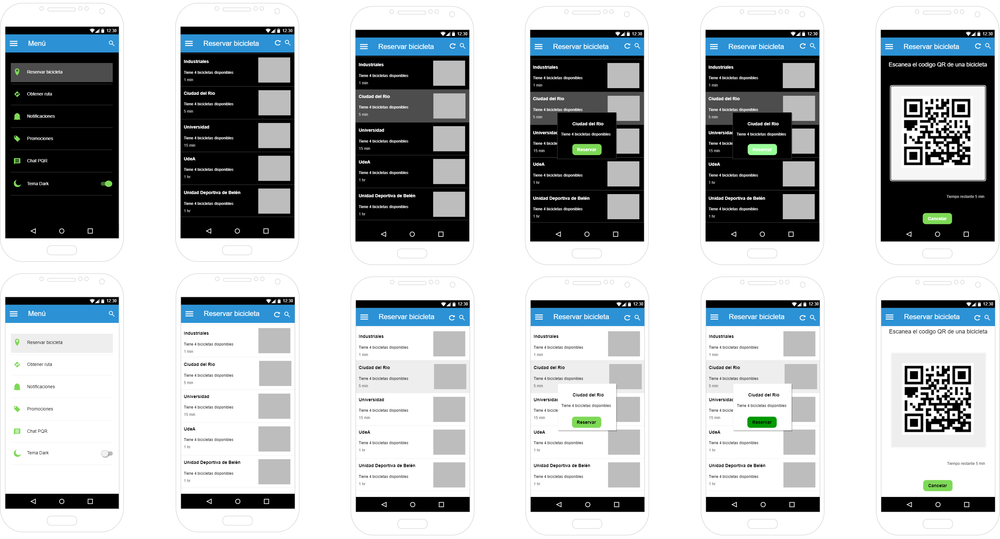 12:30
Menú
Reservar bicicleta
Obtener ruta
Notificaciones
Promociones
Chat PQR
Tema Dark
12:30
Reservar bicicleta
Industriales
Tiene 4 bicicletas disponibles
1 min
Ciudad del Rio
Tiene 4 bicicletas disponibles
5 min
Universidad
Tiene 4 bicicletas disponibles
15 min
UdeA
Tiene 4 bicicletas disponibles
1 hr
Unidad Deportiva de Belén
Tiene 4 bicicletas disponibles
1 hr
12:30
Reservar bicicleta
Industriales
Tiene 4 bicicletas disponibles
1 min
Ciudad del Rio
Tiene 4 bicicletas disponibles
5 min
Universidad
Tiene 4 bicicletas disponibles
15 min
UdeA
Tiene 4 bicicletas disponibles
1 hr
Unidad Deportiva de Belén
Tiene 4 bicicletas disponibles
1 hr
12:30
Reservar bicicleta
Industriales
Tiene 4 bicicletas disponibles
1 min
Ciudad del Rio
Tiene 4 bicicletas disponibles
5 min
Ciudad del Rio
Universidad
Tiene 4 bicicletas disponibles
Tiene 4 bicicle
15 min
Reservar
UdeA
Tiene 4 bicicletas disponibles
1 hr
Unidad Deportiva de Belén
Tiene 4 bicicletas disponibles
1 hr
12:30
Reservar bicicleta
Industriales
Tiene 4 bicicletas disponibles
1 min
Ciudad del Rio
Tiene 4 bicicletas disponibles
5 min
Ciudad del Rio
Universidad
Tiene 4 bicicletas disponibles
Tiene 4 bicicle
15 min
Reservar
UdeA
Tiene 4 bicicletas disponibles
1 hr
Unidad Deportiva de Belén
Tiene 4 bicicletas disponibles
1 hr
12:30
Reservar bicicleta
Escanea el codigo QR de una bicicleta
Tiempo restante 5 min
Cancelar
12:30
Menú
Reservar bicicleta
Obtener ruta
Notificaciones
Promociones
Chat PQR
Tema Dark
12:30
Reservar bicicleta
Industriales
Tiene 4 bicicletas disponibles
1 min
Ciudad del Rio
Tiene 4 bicicletas disponibles
5 min
Universidad
Tiene 4 bicicletas disponibles
15 min
UdeA
Tiene 4 bicicletas disponibles
1 hr
Unidad Deportiva de Belén
Tiene 4 bicicletas disponibles
1 hr
12:30
Reservar bicicleta
Industriales
Tiene 4 bicicletas disponibles
1 min
Ciudad del Rio
Tiene 4 bicicletas disponibles
5 min
Universidad
Tiene 4 bicicletas disponibles
15 min
UdeA
Tiene 4 bicicletas disponibles
1 hr
Unidad Deportiva de Belén
Tiene 4 bicicletas disponibles
1 hr
12:30
Reservar bicicleta
Industriales
Tiene 4 bicicletas disponibles
1 min
Ciudad del Rio
Tiene 4 bicicletas disponibles
5 min
Ciudad del Rio
Universidad
Tiene 4 bicicletas disponibles
Tiene 4 bicicle
15 min
Reservar
UdeA
Tiene 4 bicicletas disponibles
1 hr
Unidad Deportiva de Belén
Tiene 4 bicicletas disponibles
1 hr
12:30
Reservar bicicleta
Industriales
Tiene 4 bicicletas disponibles
1 min
Ciudad del Rio
Tiene 4 bicicletas disponibles
5 min
Ciudad del Rio
Universidad
Tiene 4 bicicletas disponibles
Tiene 4 bicicle
15 min
Reservar
UdeA
Tiene 4 bicicletas disponibles
1 hr
Unidad Deportiva de Belén
Tiene 4 bicicletas disponibles
1 hr
12:30
Reservar bicicleta
Escanea el codigo QR de una bicicleta
Tiempo restante 5 min
Cancelar